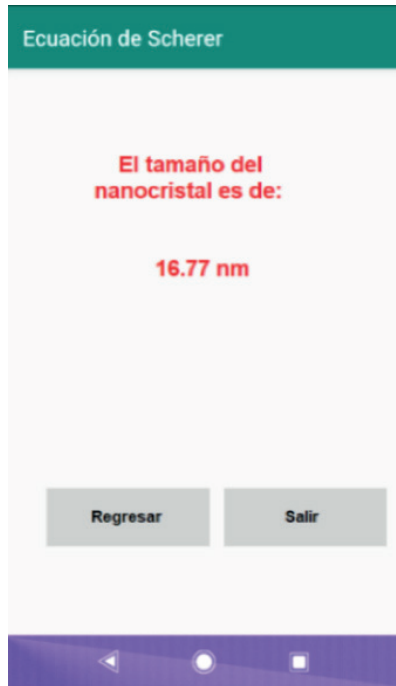 Ecuación de Scherer
El tamaño del
nanocristal es de:
16.77 nm
Regresar
Salir